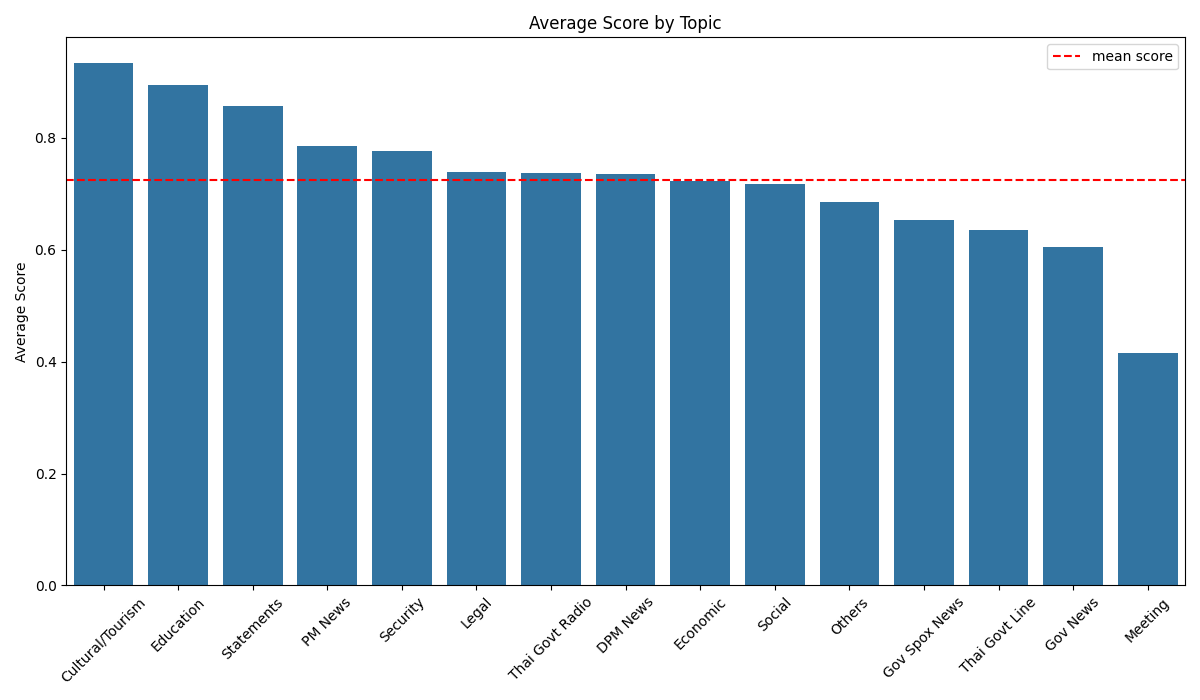 Average Score by Topic
mean score
Average Score
0.8
0.6
0.4
0.2
0.0
Cultural/Tourism
Education
Statements
PM News
Security
Legal
Thai Govt Radio
DPM News
Economic
Social
Others
Gov Spox News
Thai Govt Line
Gov News
Meeting